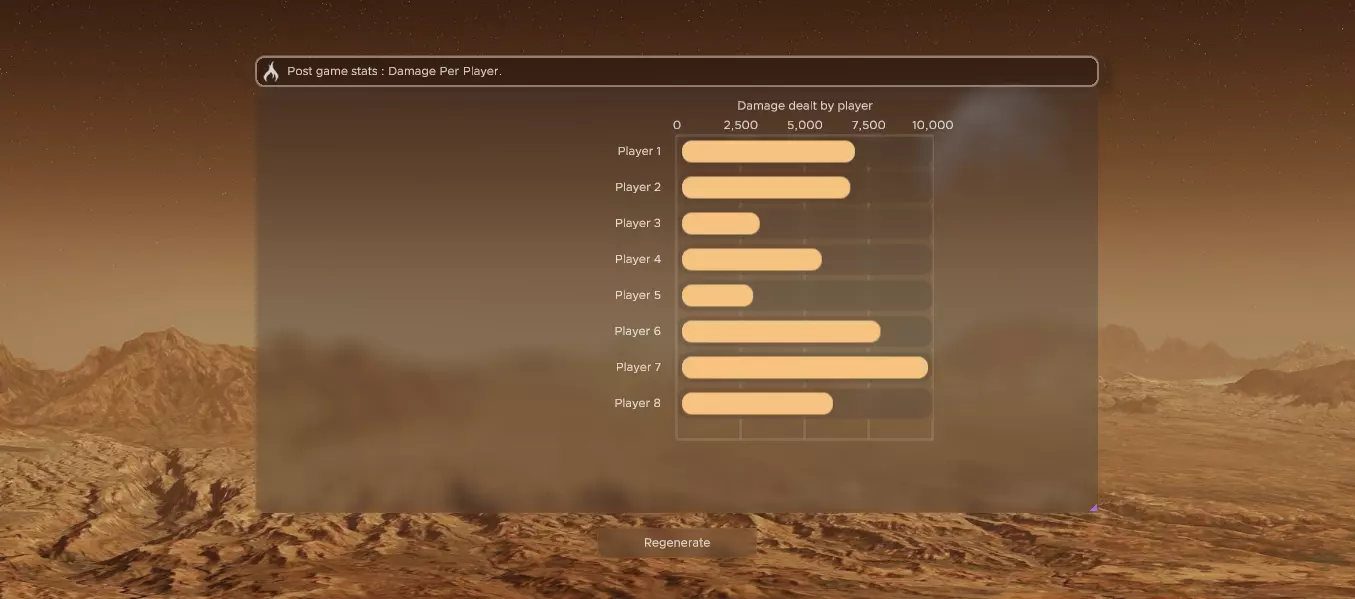 Post game stats : Damage Per Player.
Damage dealt by player
0 2,500 5,000 7,500 10,000
Player 1
Player 2
Player 3
Player 4
Player 5
Player 6
Player 7
Player 8
Regenerate